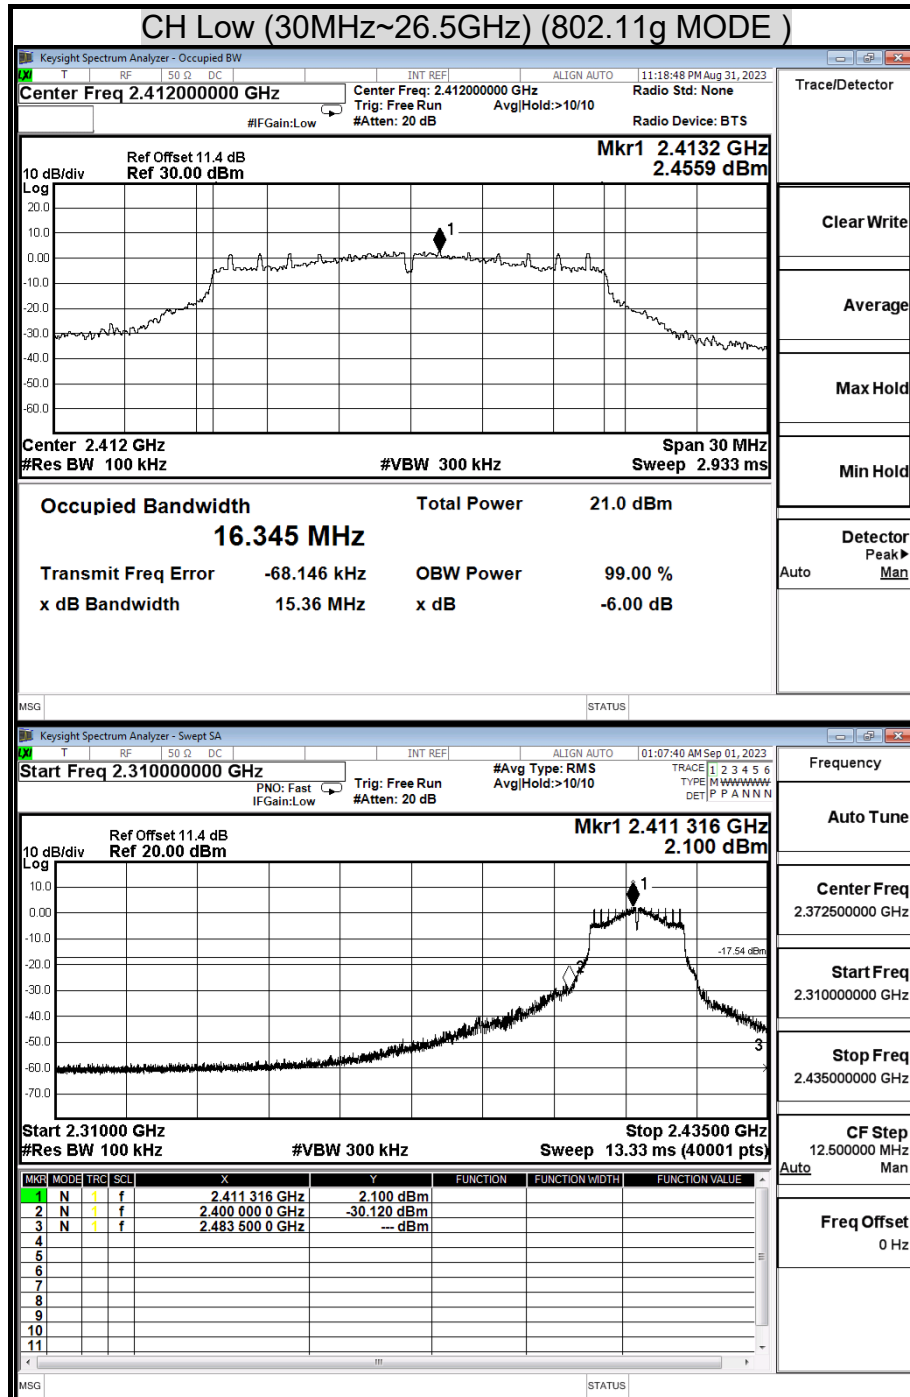 CH Low (30MHz~26.5GHz) (802.11g MODE )
Keysight Spectrum Analyzer - Occupied BW
LXI T RF 50 Ω DC INT REF ALIGN AUTO 11:18:48 PM Aug 31, 2023
Center Freq 2.412000000 GHz
Center Freq: 2.412000000 GHz
Radio Std: None
Trig: Free Run Avg|Hold:>10/10
#IFGain:Low #Atten: 20 dB Radio Device: BTS
Trace/Detector
Mkr1 2.4132 GHz
2.4559 dBm
Ref Offset 11.4 dB
10 dB/div Ref 30.00 dBm
Log
20.0
10.0
0.00
-10.0
-20.0
-30.0
-40.0
-50.0
-60.0
1
Center 2.412 GHz Span 30 MHz
#Res BW 100 kHz #VBW 300 kHz Sweep 2.933 ms
Clear Write
Average
Max Hold
Min Hold
Detector
Peak▶
Auto Man
Occupied Bandwidth Total Power 21.0 dBm
16.345 MHz
Transmit Freq Error -68.146 kHz OBW Power 99.00 %
x dB Bandwidth 15.36 MHz x dB -6.00 dB
MSG STATUS
Keysight Spectrum Analyzer - Swept SA
LXI T RF 50 Ω DC INT REF ALIGN AUTO 01:07:40 AM Sep 01, 2023
Start Freq 2.310000000 GHz
PNO: Fast
IFGain:Low
Trig: Free Run
#Atten: 20 dB
#Avg Type: RMS
Avg|Hold:>10/10
TRACE 1 2 3 4 5 6
TYPE M WWWWW
DET P P A N N N
Frequency
Mkr1 2.411 316 GHz
2.100 dBm
Ref Offset 11.4 dB
10 dB/div Ref 20.00 dBm
Log
10.0
0.00
-10.0
-20.0
-30.0
-40.0
-50.0
-60.0
-70.0
1
-17.54 dBm
2
3
Start 2.31000 GHz Stop 2.43500 GHz
#Res BW 100 kHz #VBW 300 kHz Sweep 13.33 ms (40001 pts)
Auto Tune
Center Freq
2.372500000 GHz
Start Freq
2.310000000 GHz
Stop Freq
2.435000000 GHz
CF Step
12.500000 MHz
Auto Man
Freq Offset
0 Hz
MKR MODE TRC SCL X Y FUNCTION FUNCTION WIDTH FUNCTION VALUE
1 N 1 f 2.411 316 GHz 2.100 dBm
2 N 1 f 2.400 000 0 GHz -30.120 dBm
3 N 1 f 2.483 500 0 GHz --- dBm
4
5
6
7
8
9
10
11
MSG STATUS